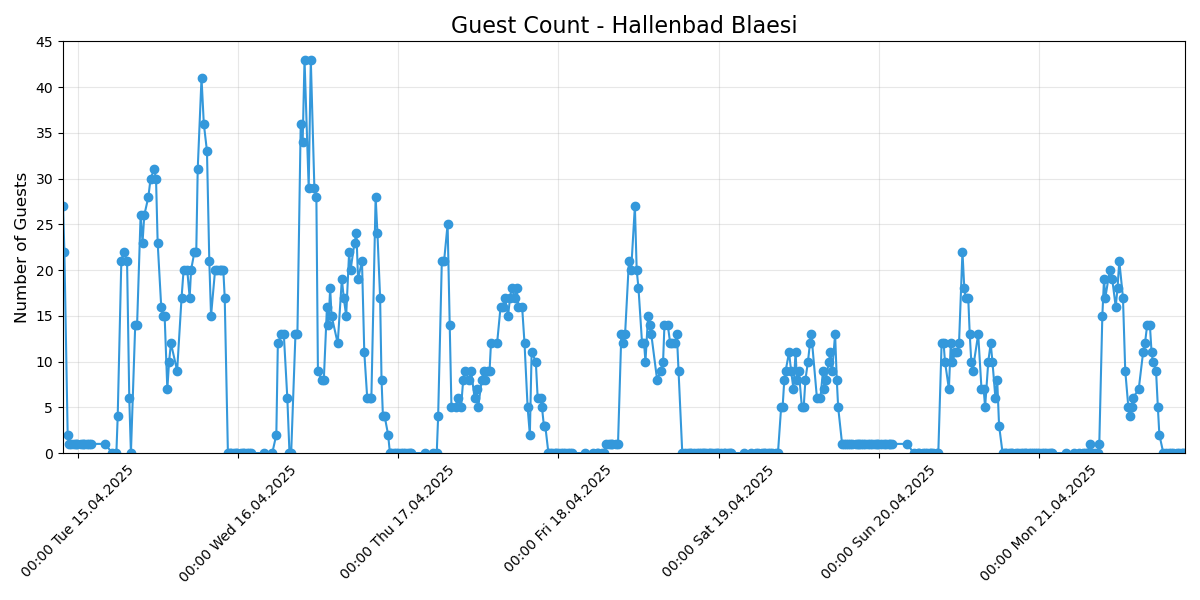 Guest Count - Hallenbad Blaesi
Number of Guests
45
40
35
30
25
20
15
10
5
0
00:00 Tue 15.04.2025
00:00 Wed 16.04.2025
00:00 Thu 17.04.2025
00:00 Fri 18.04.2025
00:00 Sat 19.04.2025
00:00 Sun 20.04.2025
00:00 Mon 21.04.2025